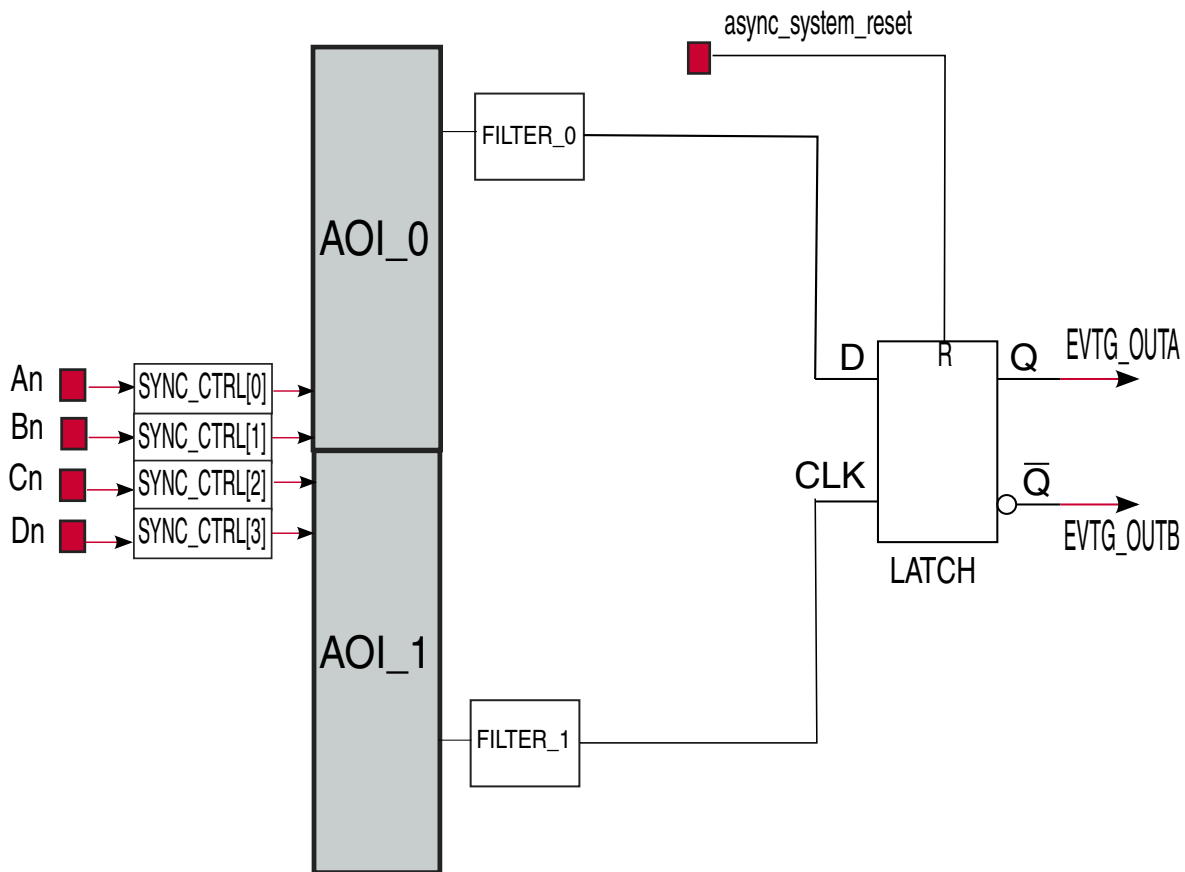 async_system_reset
FILTER_0
AOI_0
An
SYNC_CTRL[0]
Bn
SYNC_CTRL[1]
Cn
SYNC_CTRL[2]
Dn
SYNC_CTRL[3]
D
R
Q
EVTG_OUTA
CLK
Q̅
EVTG_OUTB
LATCH
AOI_1
FILTER_1